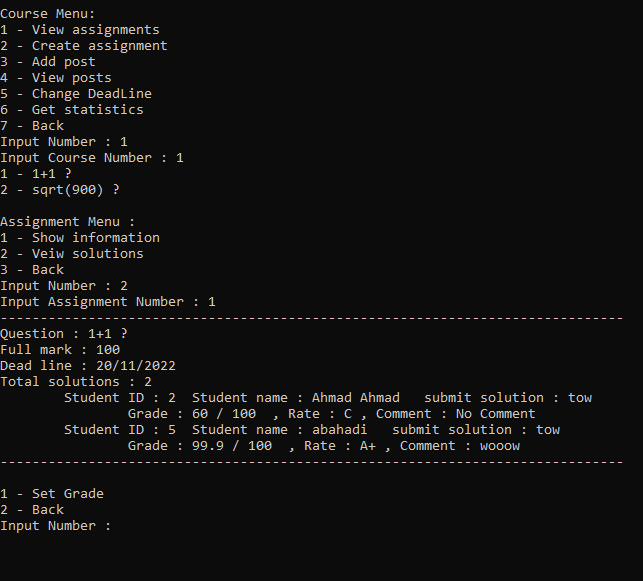 Course Menu:
1 - View assignments
2 - Create assignment
3 - Add post
4 - View posts
5 - Change DeadLine
6 - Get statistics
7 - Back
Input Number : 1
Input Course Number : 1
1 - 1+1 ?
2 - sqrt(900) ?

Assignment Menu :
1 - Show information
2 - Veiw solutions
3 - Back
Input Number : 2
Input Assignment Number : 1
------------------------------------------------------------------------------
Question : 1+1 ?
Full mark : 100
Dead line : 20/11/2022
Total solutions : 2
        Student ID : 2  Student name : Ahmad Ahmad   submit solution : tow
                Grade : 60 / 100  , Rate : C , Comment : No Comment
        Student ID : 5  Student name : abahadi   submit solution : tow
                Grade : 99.9 / 100  , Rate : A+ , Comment : wooow
------------------------------------------------------------------------------

1 - Set Grade
2 - Back
Input Number :